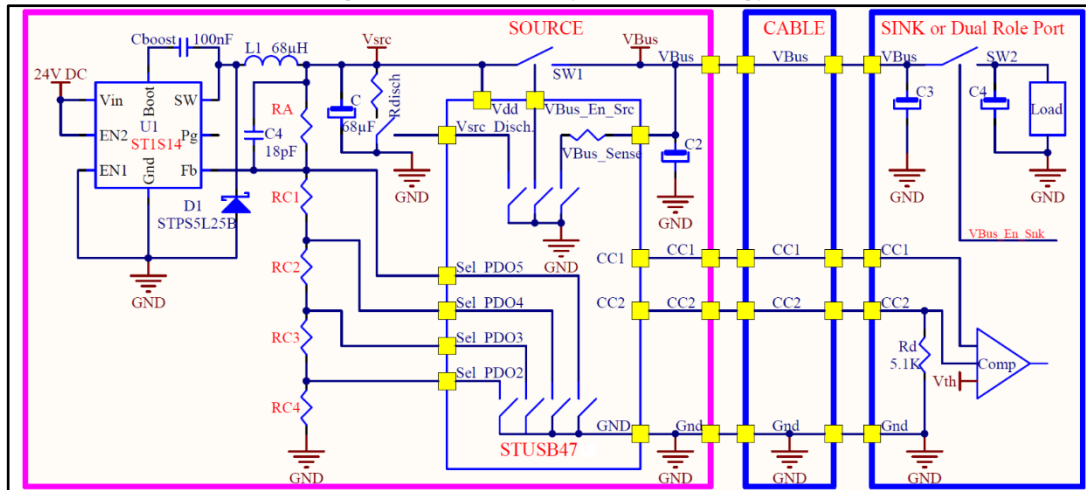 SOURCE
CABLE
SINK or Dual Role Port
Cboost
100nF
L1
68µH
Vsrc
VBus
SW1
VBus
VBus
VBus
SW2
24V DC
Vin
Boot
SW
EN2
U1
ST1S14
Pg
EN1
Gnd
Fb
RA
C4
18pF
C
68µF
Rdisch
Vdd
VBus_En_Src
Vsrc_Disch.
VBus_Sense
C2
C3
C4
Load
GND
GND
GND
GND
GND
D1
STPS5L25B
GND
RC1
RC2
RC3
RC4
Sel_PDO5
Sel_PDO4
Sel_PDO3
Sel_PDO2
VBus_En_Snk
CC1
CC1
CC1
CC1
CC2
CC2
CC2
CC2
Rd
5.1K
Vth
Comp
GND
Gnd
Gnd
Gnd
STUSB47
GND
GND
GND
GND